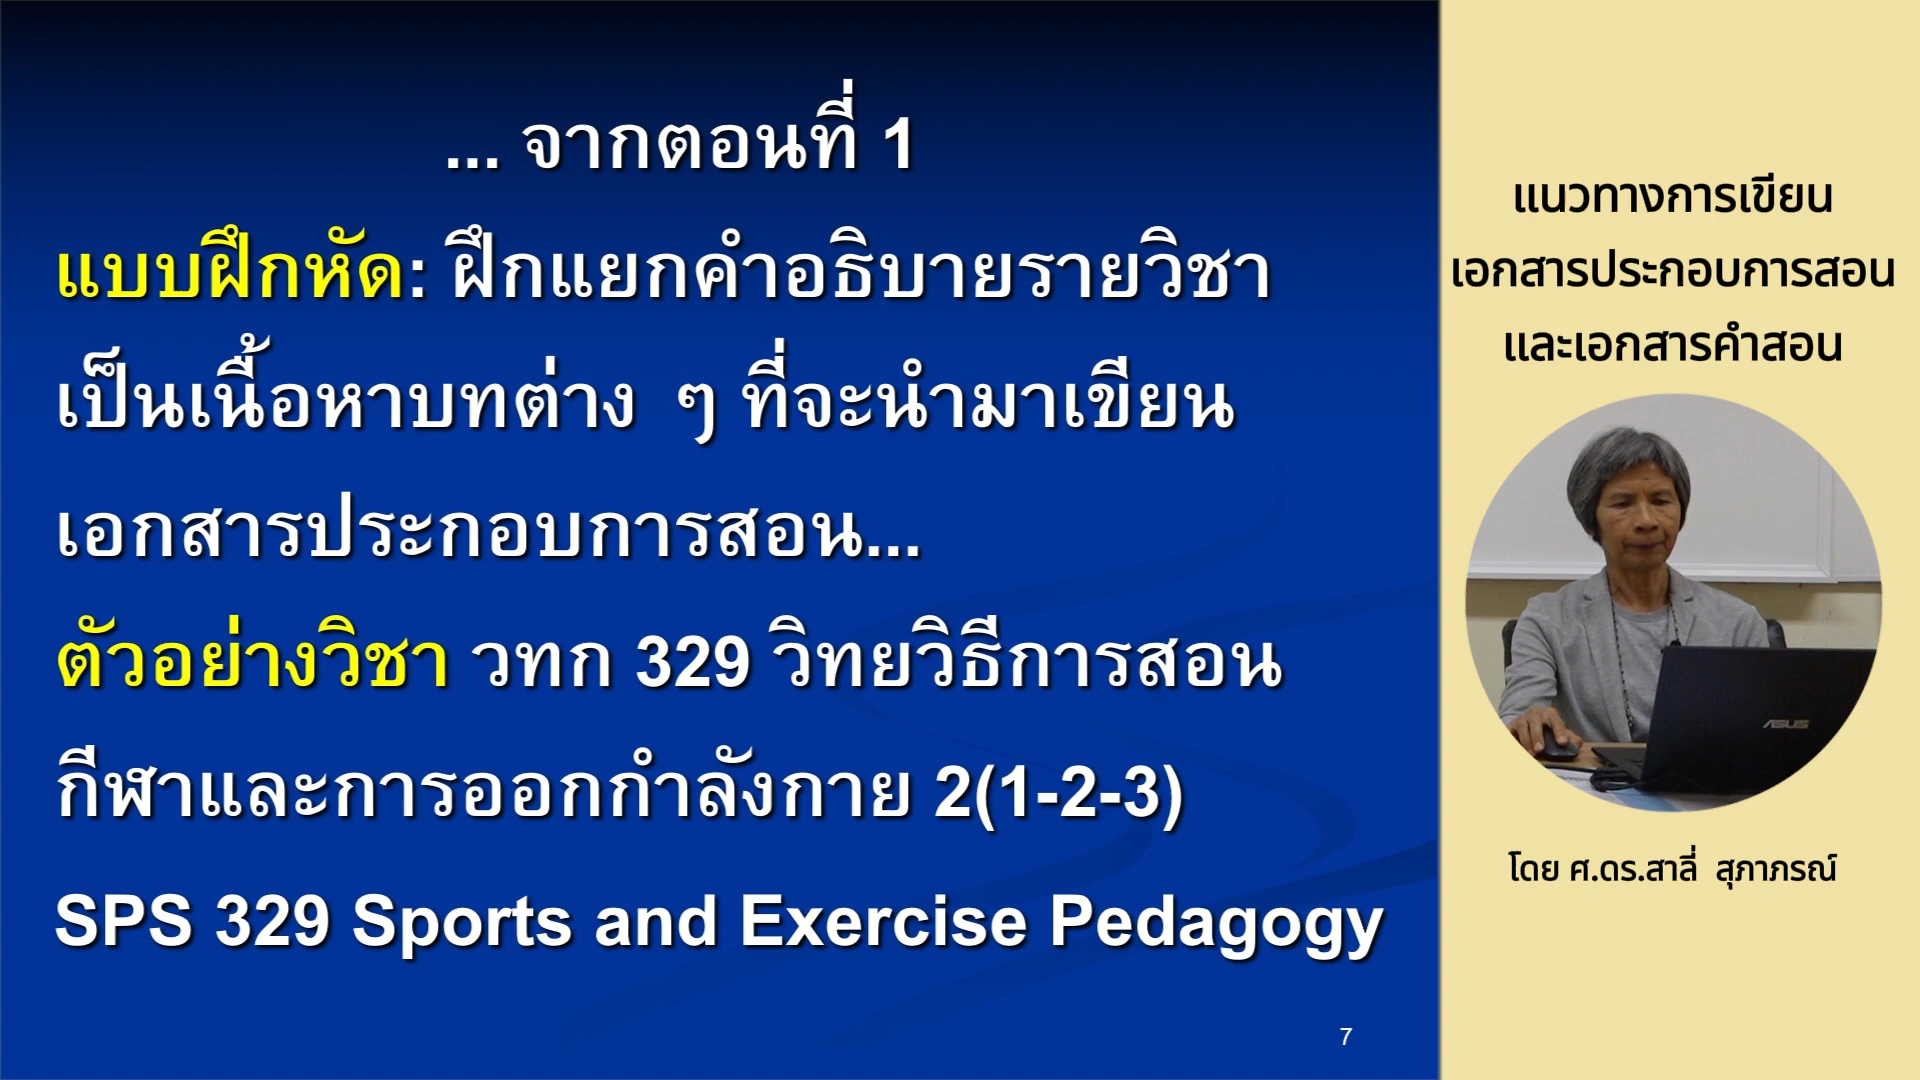 ... จากตอนที่ 1
แบบฝึกหัด: ฝึกแยกคำอธิบายรายวิชา
เป็นเนื้อหาบทต่าง ๆ ที่จะนำมาเขียน
เอกสารประกอบการสอน...
ตัวอย่างวิชา วทก 329 วิทยวิธีการสอน
กีฬาและการออกกำลังกาย 2(1-2-3)
SPS 329 Sports and Exercise Pedagogy
7
แนวทางการเขียน
เอกสารประกอบการสอน
และเอกสารคำสอน
ASUS
โดย ศ.ดร.สาลี่ สุภาภรณ์